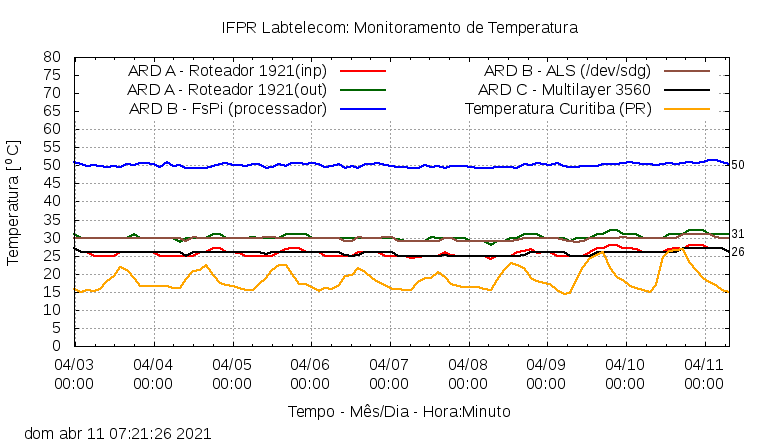 IFPR Labtelecom: Monitoramento de Temperatura
80
75
70
65
60
55
50
45
40
35
30
25
20
15
10
5
0
Temperatura [ºC]
ARD A - Roteador 1921(inp)
ARD A - Roteador 1921(out)
ARD B - FsPi (processador)
ARD B - ALS (/dev/sdg)
ARD C - Multilayer 3560
Temperatura Curitiba (PR)
50
31
26
04/03 04/04 04/05 04/06 04/07 04/08 04/09 04/10 04/11
00:00 00:00 00:00 00:00 00:00 00:00 00:00 00:00 00:00
Tempo - Mês/Dia - Hora:Minuto
dom abr 11 07:21:26 2021